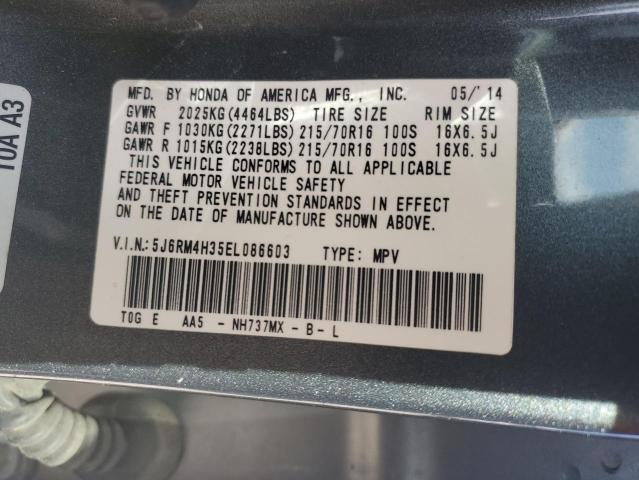 MFD. BY HONDA OF AMERICA MFG., INC. 05/'14
GVWR 2025KG(4464LBS) TIRE SIZE RIM SIZE
GAWR F 1030KG(2271LBS)215/70R16 100S 16X6.5J
GAWR R 1015KG(2238LBS)215/70R16 100S 16X6.5J
THIS VEHICLE CONFORMS TO ALL APPLICABLE
FEDERAL MOTOR VEHICLE SAFETY
AND THEFT PREVENTION STANDARDS IN EFFECT
ON THE DATE OF MANUFACTURE SHOWN ABOVE.
V.I.N.:5J6RM4H35EL086603 TYPE: MPV
T0G E AA5 - NH737MX - B - L
T0A A3